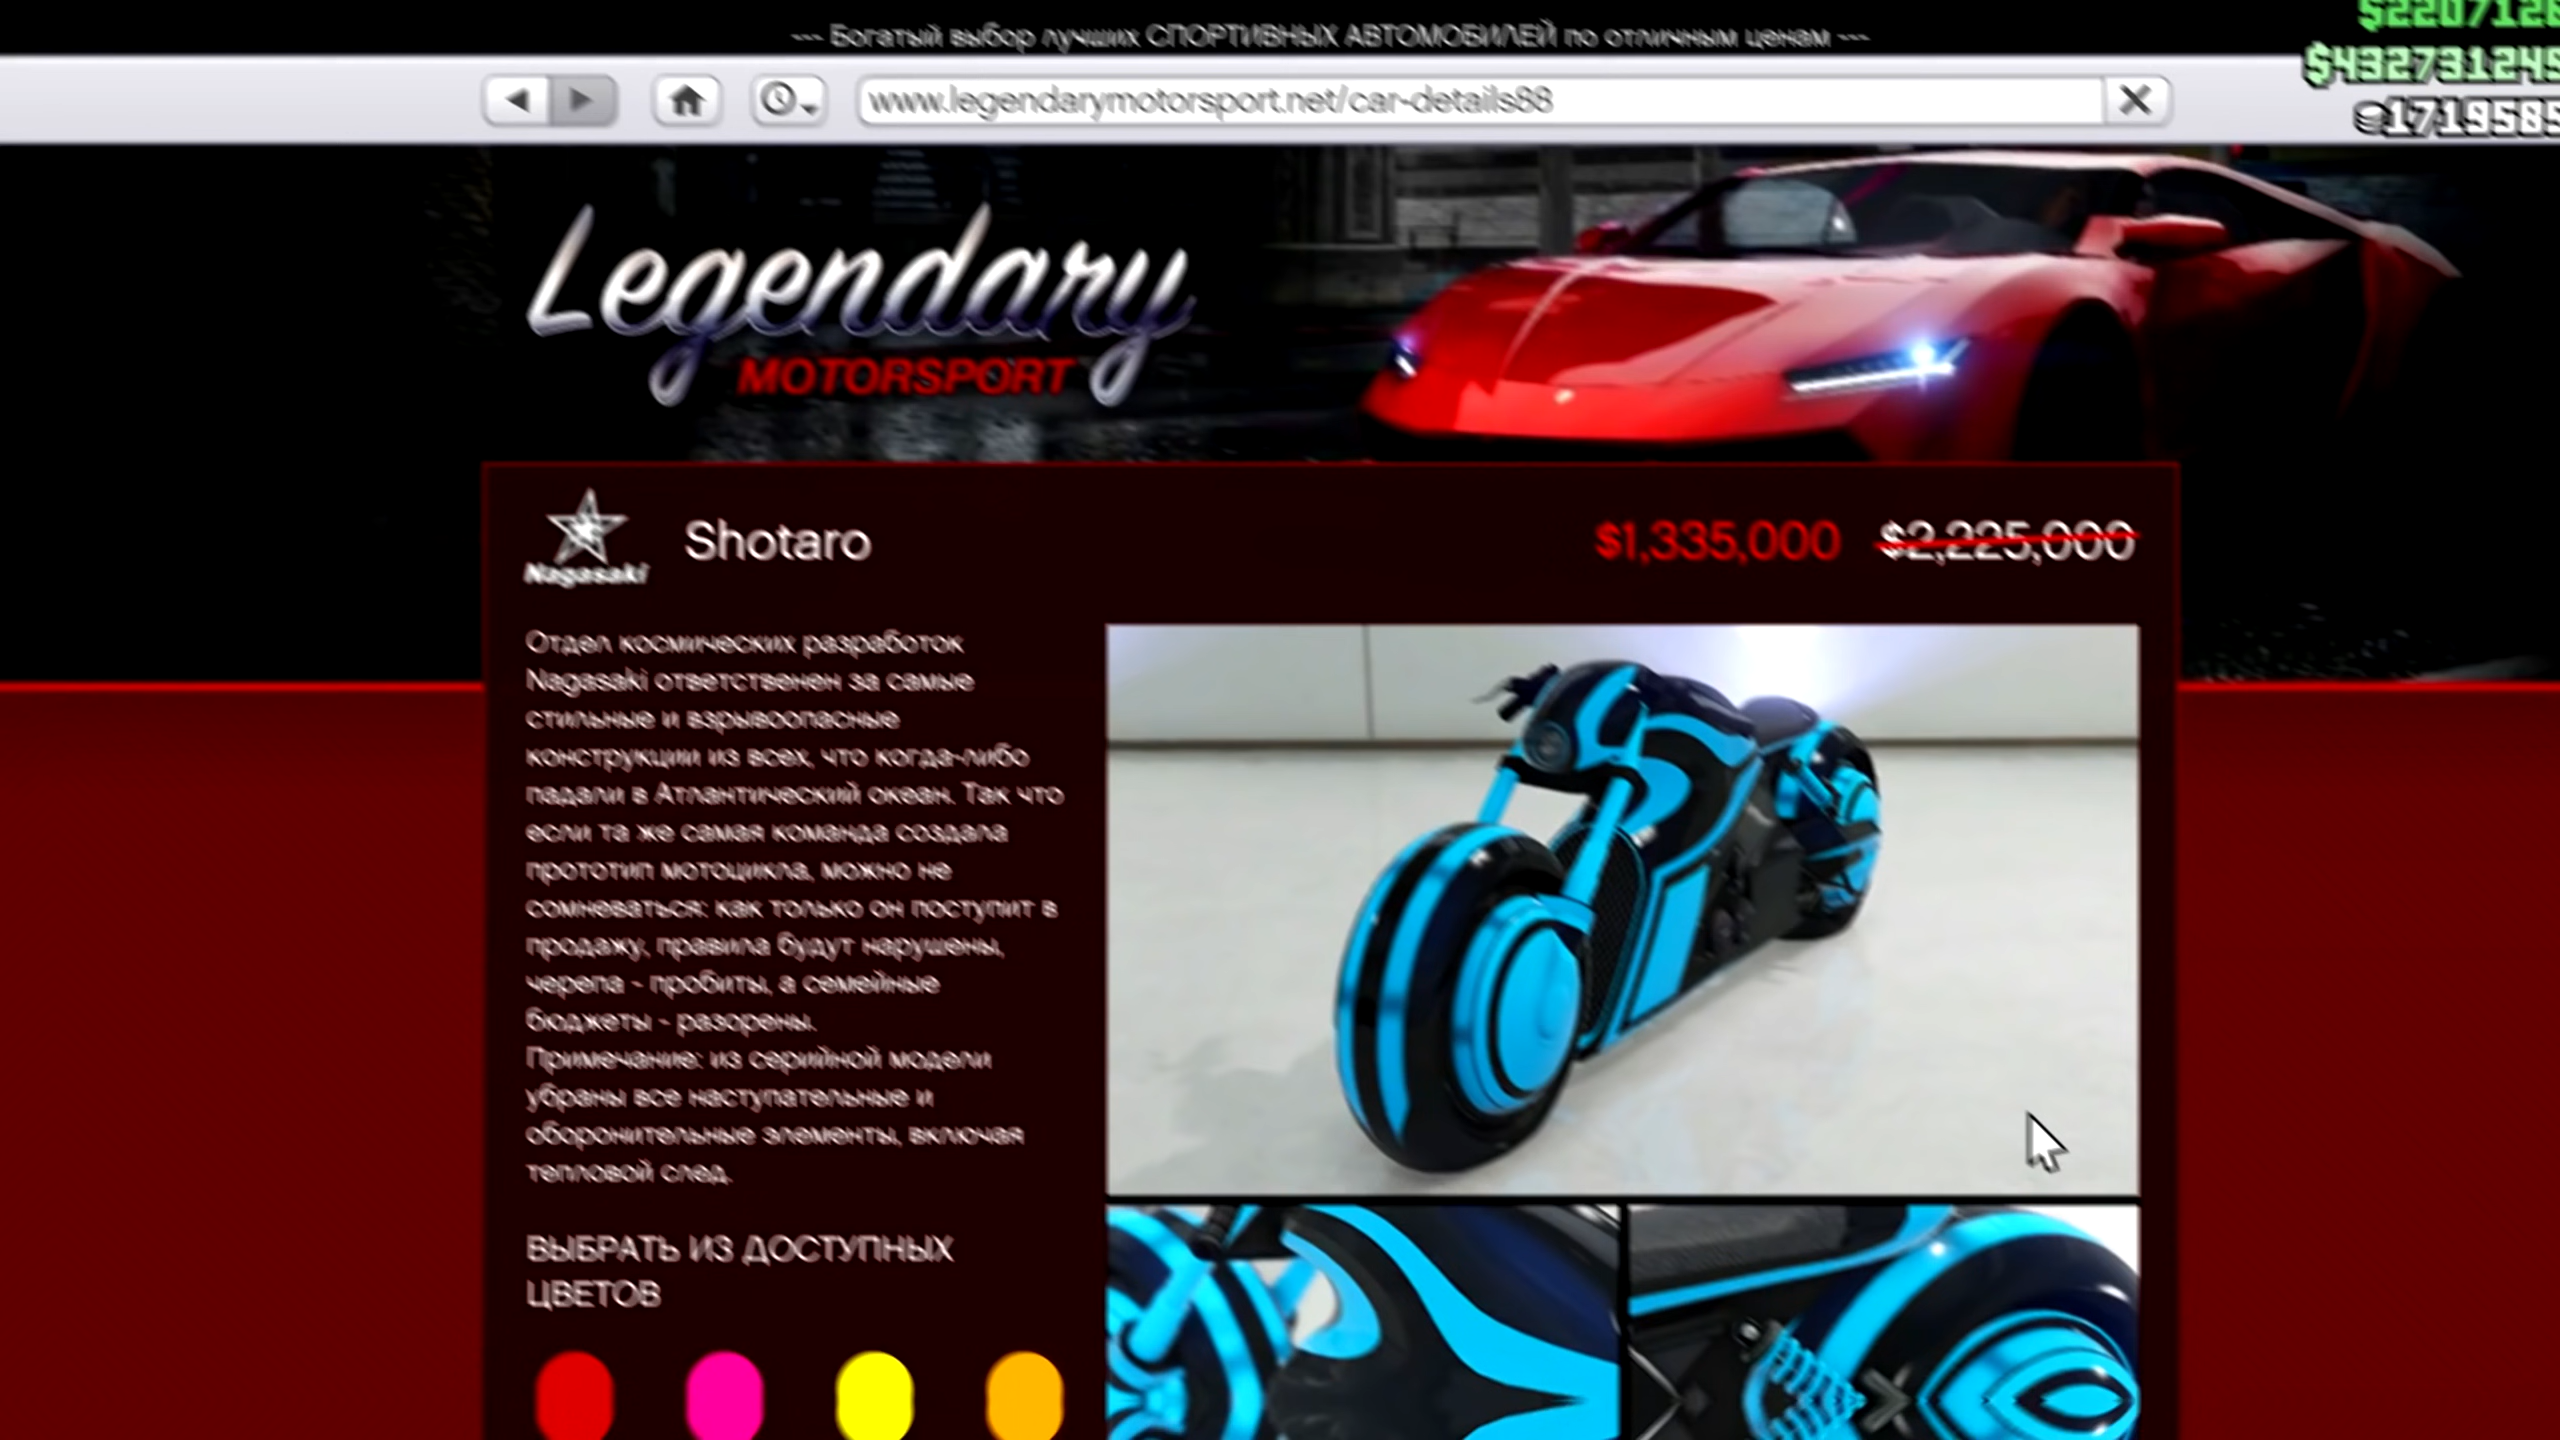 --- Богатый выбор лучших СПОРТИВНЫХ АВТОМОБИЛЕЙ по отличным ценам ---
$2207126
$432731249
1719585
www.legendarymotorsport.net/car-details88
Legendary
MOTORSPORT
Nagasaki
Shotaro
$1,335,000 $2,225,000
Отдел космических разработок
Nagasaki ответственен за самые
стильные и взрывоопасные
конструкции из всех, что когда-либо
падали в Атлантический океан. Так что
если та же самая команда создала
прототип мотоцикла, можно не
сомневаться: как только он поступит в
продажу, правила будут нарушены,
черепа - пробиты, а семейные
бюджеты - разорены.
Примечание: из серийной модели
убраны все наступательные и
оборонительные элементы, включая
тепловой след.
ВЫБРАТЬ ИЗ ДОСТУПНЫХ
ЦВЕТОВ